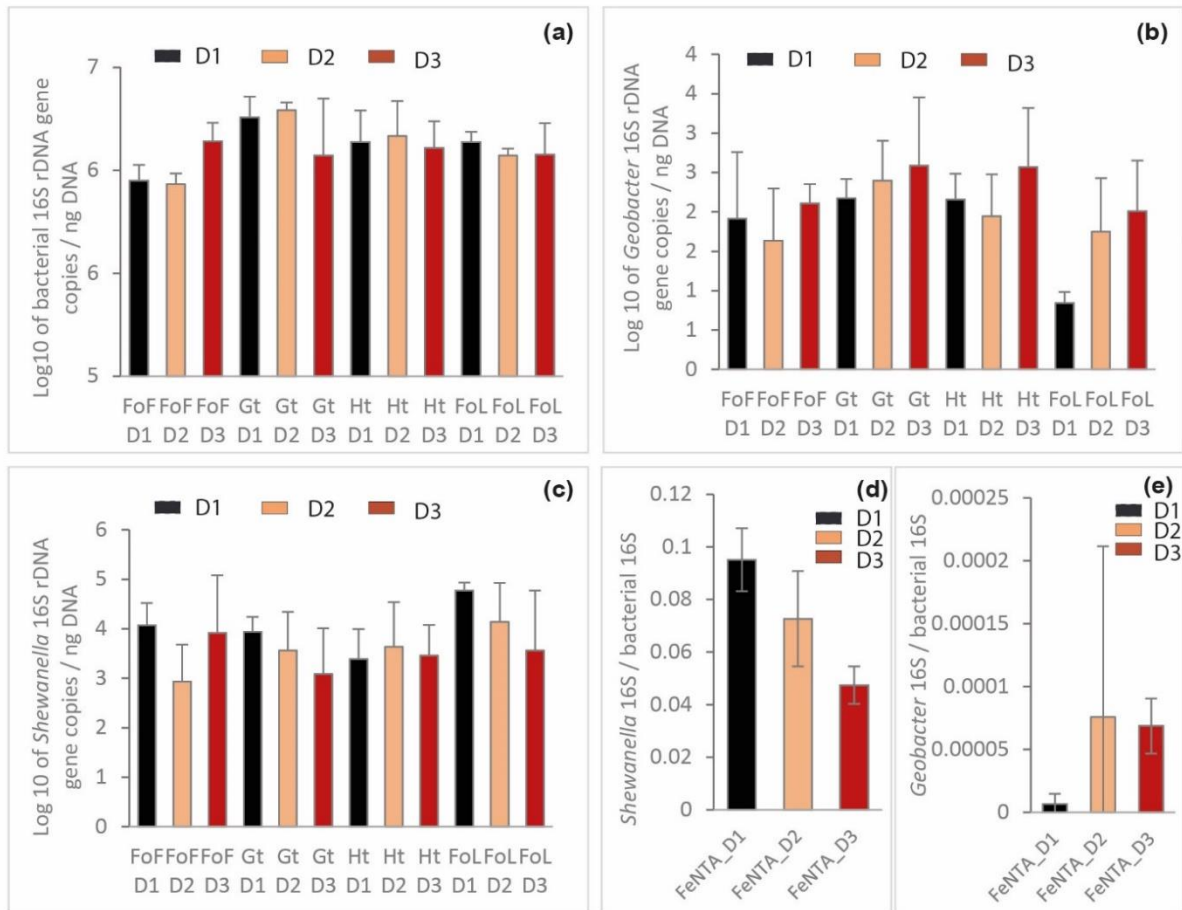 (a)
D1 D2 D3
Log10 of bacterial 16S rDNA gene
copies / ng DNA
7
6
6
5
FoF FoF FoF Gt Gt Gt Ht Ht Ht FoL FoL FoL
D1 D2 D3 D1 D2 D3 D1 D2 D3 D1 D2 D3
(b)
D1 D2 D3
Log 10 of Geobacter 16S rDNA
gene copies / ng DNA
4
4
3
3
2
2
1
1
0
FoF FoF FoF Gt Gt Gt Ht Ht Ht FoL FoL FoL
D1 D2 D3 D1 D2 D3 D1 D2 D3 D1 D2 D3
(c)
D1 D2 D3
Log 10 of Shewanella 16S rDNA
gene copies / ng DNA
6
5
4
3
2
1
0
FoF FoF FoF Gt Gt Gt Ht Ht Ht FoL FoL FoL
D1 D2 D3 D1 D2 D3 D1 D2 D3 D1 D2 D3
(d)
D1
D2
D3
Shewanella 16S / bacterial 16S
0.12
0.1
0.08
0.06
0.04
0.02
0
FeNTA_D1
FeNTA_D2
FeNTA_D3
(e)
D1
D2
D3
Geobacter 16S / bacterial 16S
0.00025
0.0002
0.00015
0.0001
0.00005
0
FeNTA_D1
FeNTA_D2
FeNTA_D3